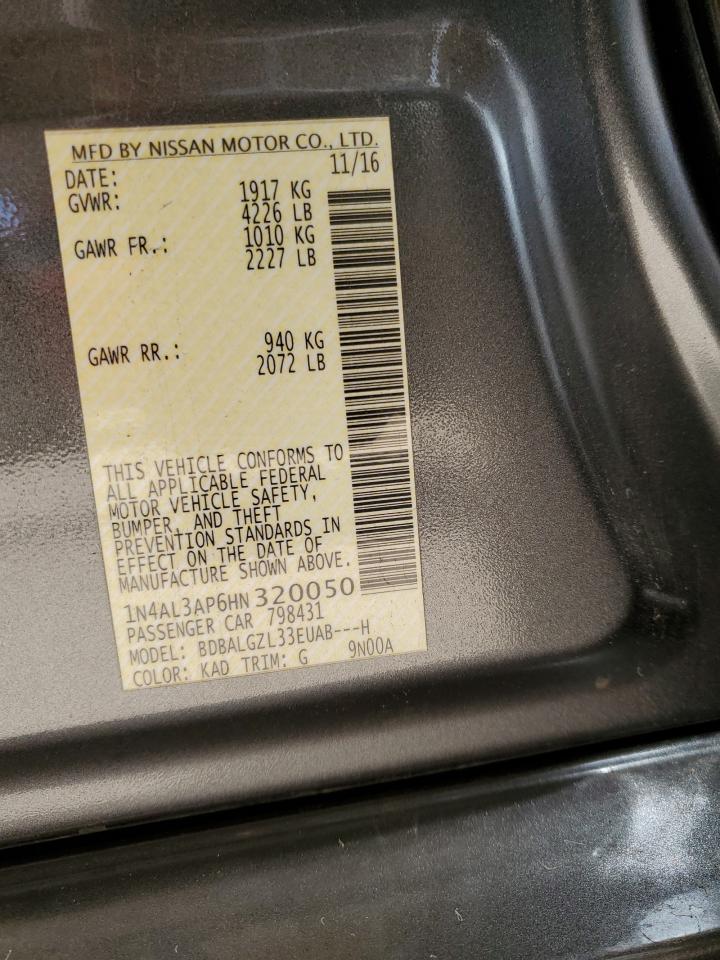 MFD BY NISSAN MOTOR CO., LTD.
DATE: 11/16
GVWR: 1917 KG
4226 LB
GAWR FR.: 1010 KG
2227 LB
GAWR RR.: 940 KG
2072 LB
THIS VEHICLE CONFORMS TO
ALL APPLICABLE FEDERAL
MOTOR VEHICLE SAFETY,
BUMPER, AND THEFT
PREVENTION STANDARDS IN
EFFECT ON THE DATE OF
MANUFACTURE SHOWN ABOVE.
1N4AL3AP6HN320050
PASSENGER CAR 798431
MODEL: BDBALGZL33EUAB---H
COLOR: KAD TRIM: G 9N00A